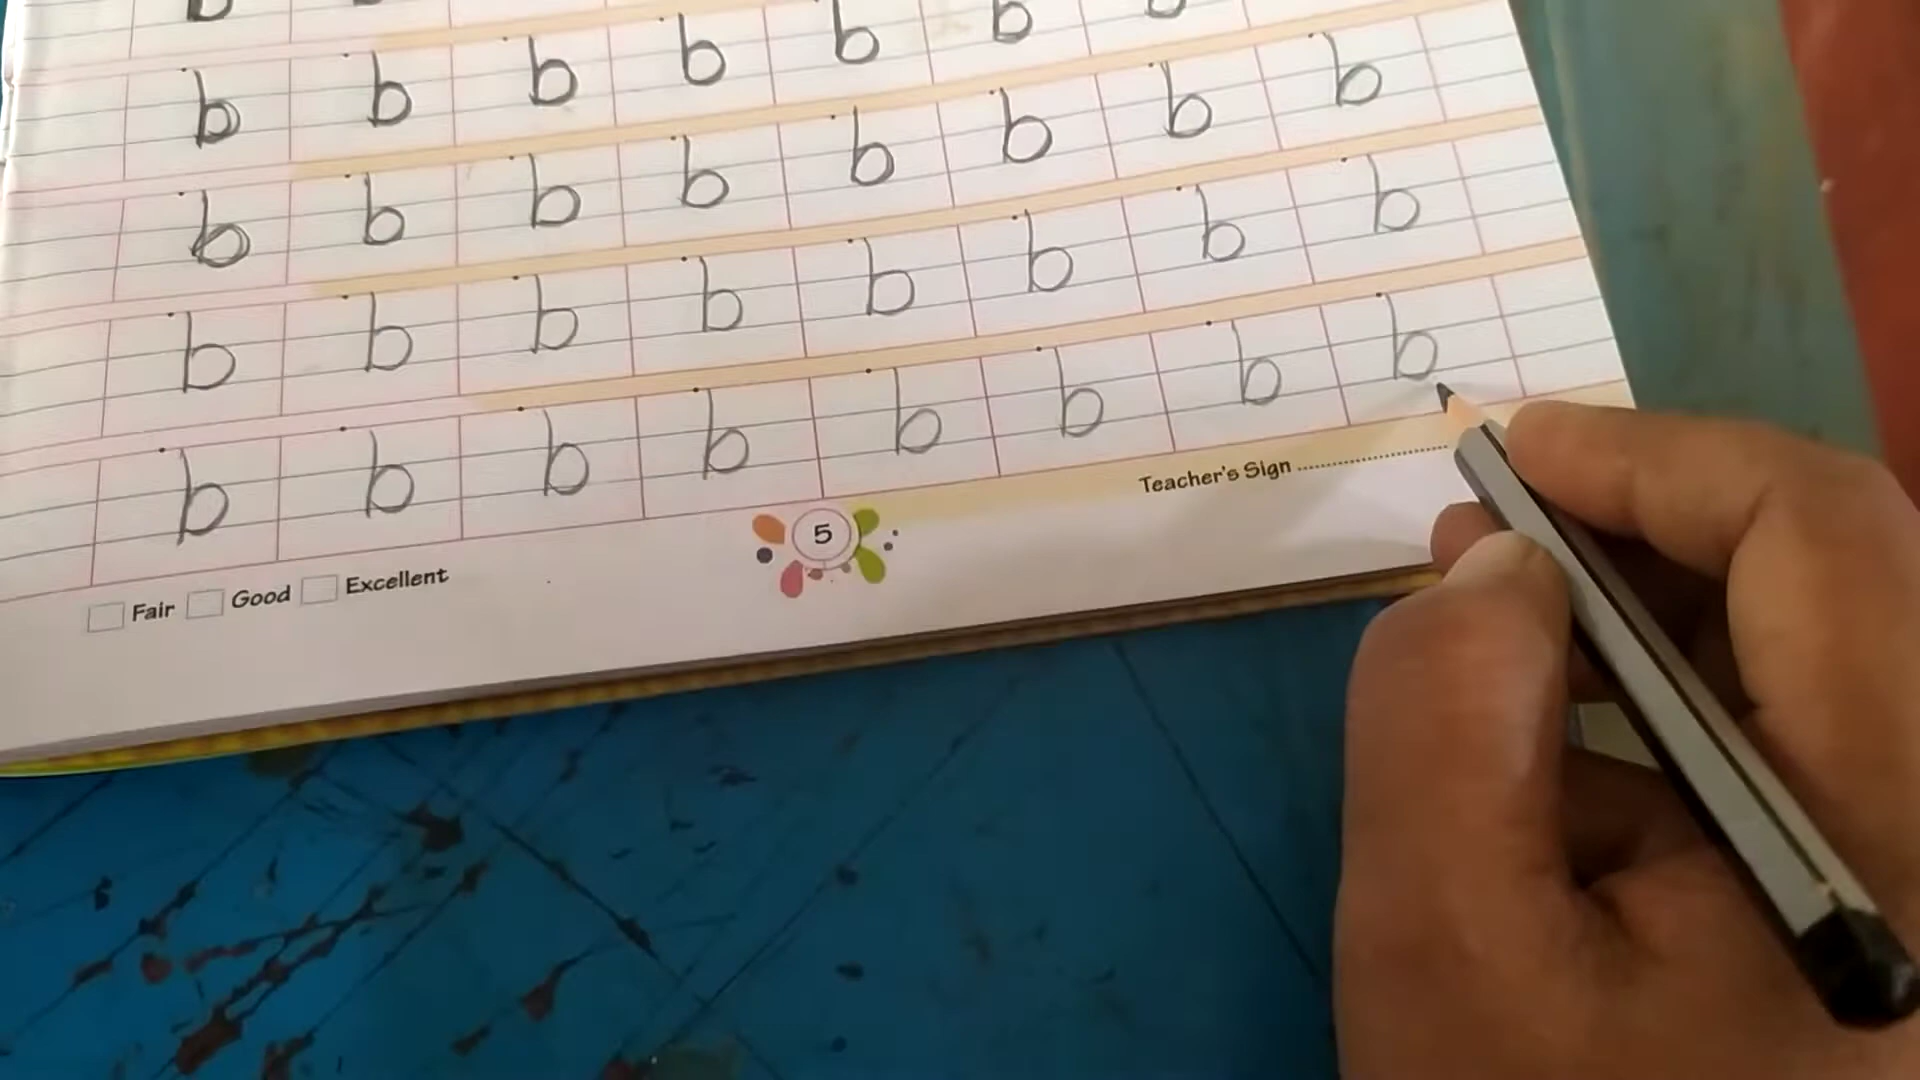 b
b b b b b b b
b b b b b b b b
b b b b b b b b
b b b b b b b b
Teacher's Sign ..........................
5
Fair Good Excellent